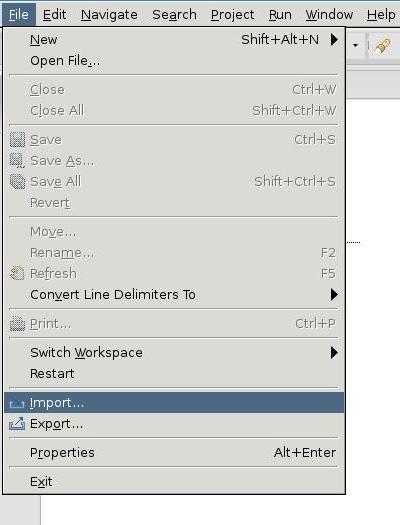 File Edit Navigate Search Project Run Window Help
New Shift+Alt+N
Open File...
Close Ctrl+W
Close All Shift+Ctrl+W
Save Ctrl+S
Save As...
Save All Shift+Ctrl+S
Revert
Move...
Rename... F2
Refresh F5
Convert Line Delimiters To
Print... Ctrl+P
Switch Workspace
Restart
Import...
Export...
Properties Alt+Enter
Exit